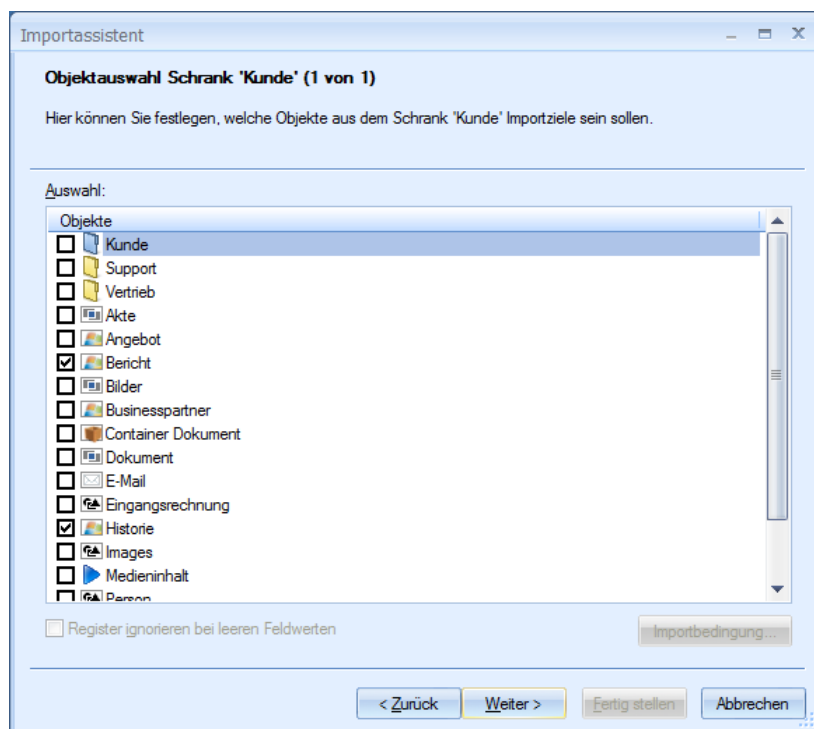 Importassistent
Objektauswahl Schrank 'Kunde' (1 von 1)
Hier können Sie festlegen, welche Objekte aus dem Schrank 'Kunde' Importziele sein sollen.
Auswahl:
Objekte
Kunde
Support
Vertrieb
Akte
Angebot
Bericht
Bilder
Businesspartner
Container Dokument
Dokument
E-Mail
Eingangsrechnung
Historie
Images
Medieninhalt
Person
Register ignorieren bei leeren Feldwerten
Importbedingung...
< Zurück
Weiter >
Fertig stellen
Abbrechen